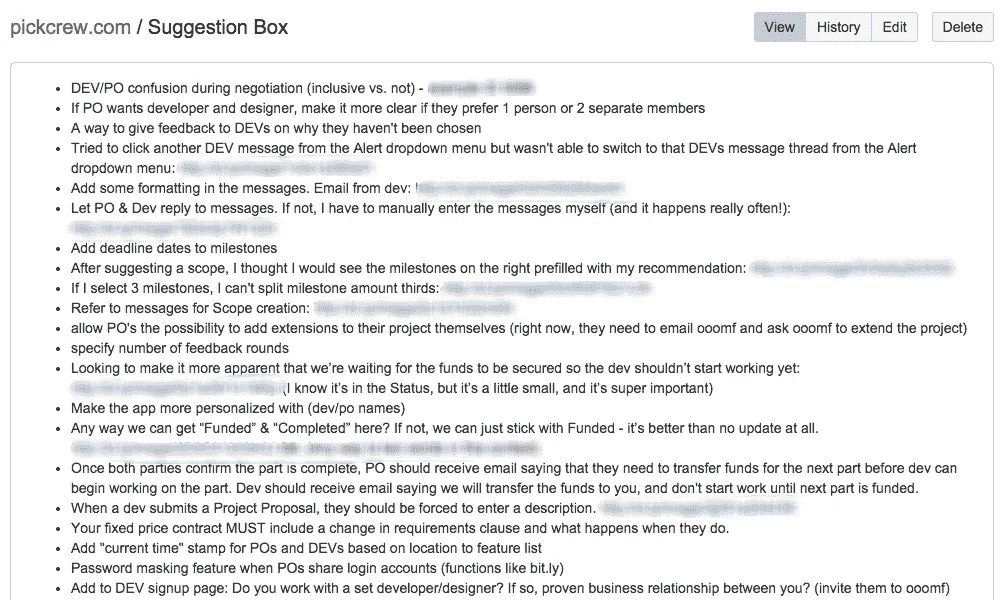 pickcrew.com / Suggestion Box
View History Edit Delete
• DEV/PO confusion during negotiation (inclusive vs. not) -
• If PO wants developer and designer, make it more clear if they prefer 1 person or 2 separate members
• A way to give feedback to DEVs on why they haven't been chosen
• Tried to click another DEV message from the Alert dropdown menu but wasn't able to switch to that DEVs message thread from the Alert
dropdown menu:
• Add some formatting in the messages. Email from dev:
• Let PO & Dev reply to messages. If not, I have to manually enter the messages myself (and it happens really often!):
• Add deadline dates to milestones
• After suggesting a scope, I thought I would see the milestones on the right prefilled with my recommendation:
• If I select 3 milestones, I can't split milestone amount thirds:
• Refer to messages for Scope creation:
• allow PO's the possibility to add extensions to their project themselves (right now, they need to email ooomf and ask ooomf to extend the project)
• specify number of feedback rounds
• Looking to make it more apparent that we’re waiting for the funds to be secured so the dev shouldn’t start working yet:
(I know it’s in the Status, but it’s a little small, and it’s super important)
• Make the app more personalized with (dev/po names)
• Any way we can get “Funded” & “Completed” here? If not, we can just stick with Funded - it’s better than no update at all.
• Once both parties confirm the part is complete, PO should receive email saying that they need to transfer funds for the next part before dev can
begin working on the part. Dev should receive email saying we will transfer the funds to you, and don't start work until next part is funded.
• When a dev submits a Project Proposal, they should be forced to enter a description.
• Your fixed price contract MUST include a change in requirements clause and what happens when they do.
• Add "current time" stamp for POs and DEVs based on location to feature list
• Password masking feature when POs share login accounts (functions like bit.ly)
• Add to DEV signup page: Do you work with a set developer/designer? If so, proven business relationship between you? (invite them to ooomf)